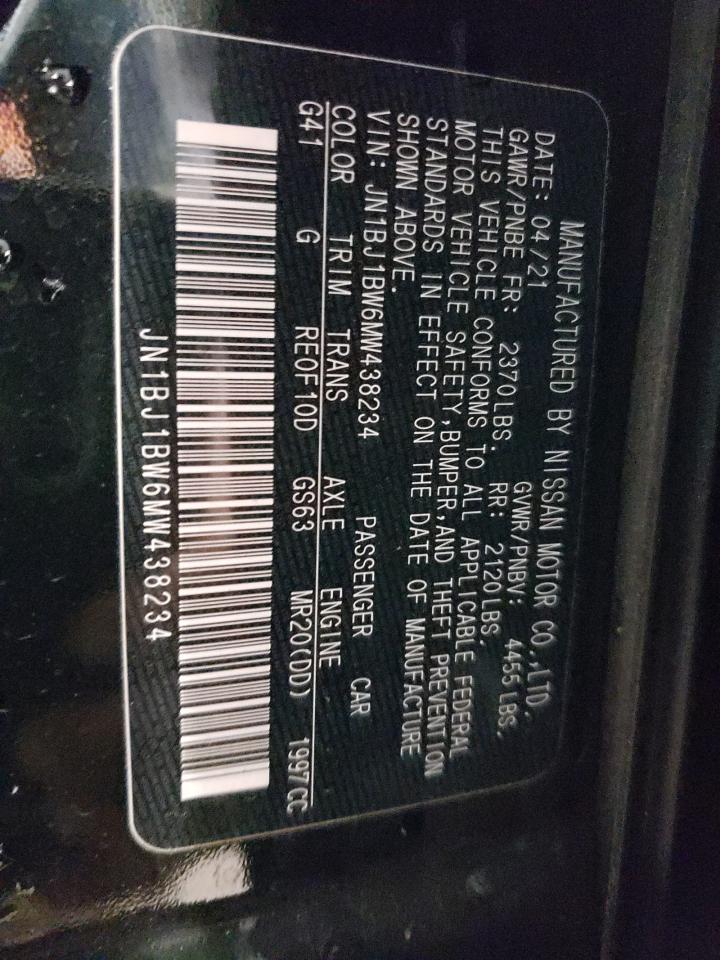 MANUFACTURED BY NISSAN MOTOR CO.,LTD.
DATE: 04/21 GVWR/PNBV: 4455LBS.
GAWR/PNBE FR: 2370LBS. RR: 2120LBS.
THIS VEHICLE CONFORMS TO ALL APPLICABLE FEDERAL
MOTOR VEHICLE SAFETY,BUMPER,AND THEFT PREVENTION
STANDARDS IN EFFECT ON THE DATE OF MANUFACTURE
SHOWN ABOVE.
VIN: JN1BJ1BW6MW438234 PASSENGER CAR
COLOR TRIM TRANS AXLE ENGINE
G41 G RE0F10D GS63 MR20(DD) 1997CC
JN1BJ1BW6MW438234